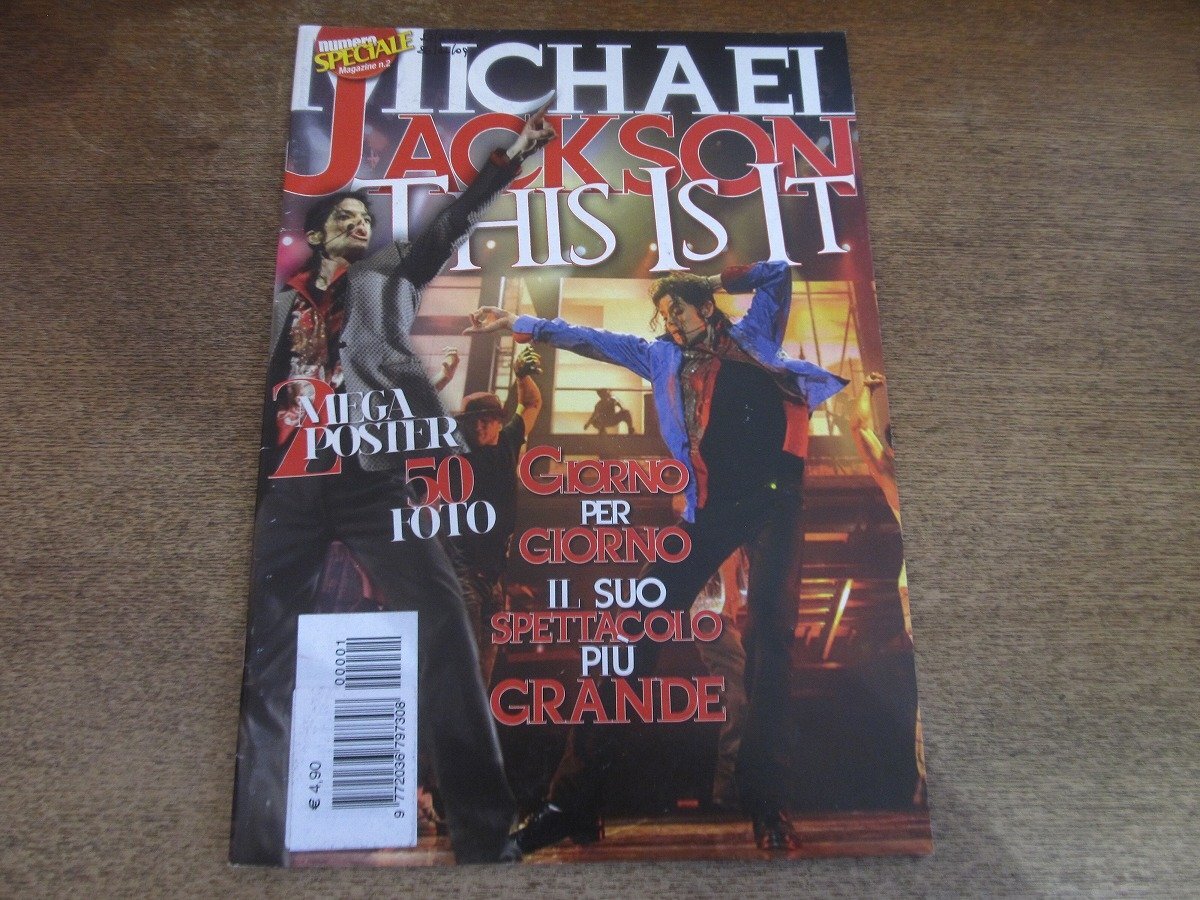 numero
SPECIALE
Magazine n.2
MICHAEL
JACKSON
THIS IS IT
2 MEGA
POSTER
50
FOTO
GIORNO
PER
GIORNO
IL SUO
SPETTACOLO
PIÙ
GRANDE
00001
9 772036 797308
€ 4,90